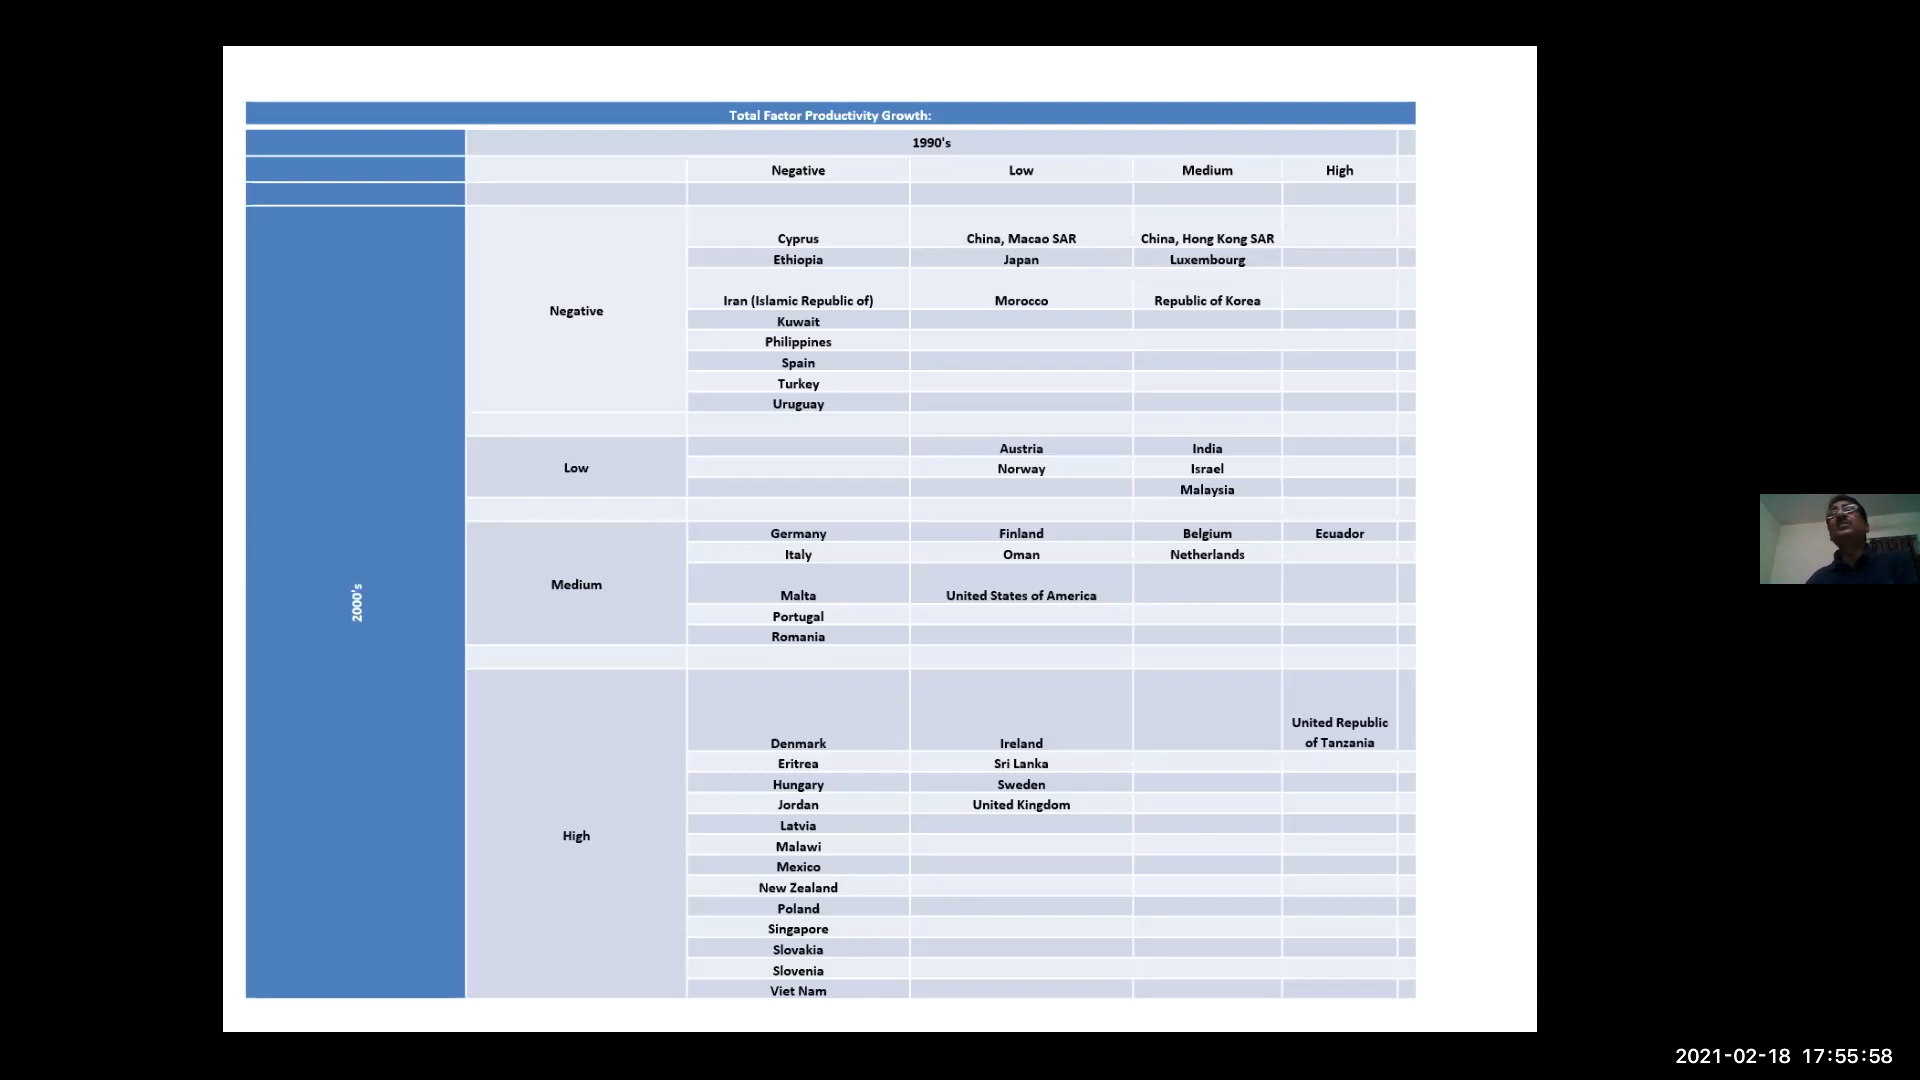 Total Factor Productivity Growth:
1990's
Negative Low Medium High
2000's
Negative
Cyprus China, Macao SAR China, Hong Kong SAR
Ethiopia Japan Luxembourg
Iran (Islamic Republic of) Morocco Republic of Korea
Kuwait
Philippines
Spain
Turkey
Uruguay
Low
Austria India
Norway Israel
Malaysia
Medium
Germany Finland Belgium Ecuador
Italy Oman Netherlands
Malta United States of America
Portugal
Romania
High
United Republic
of Tanzania
Denmark Ireland
Eritrea Sri Lanka
Hungary Sweden
Jordan United Kingdom
Latvia
Malawi
Mexico
New Zealand
Poland
Singapore
Slovakia
Slovenia
Viet Nam
2021-02-18 17:55:58